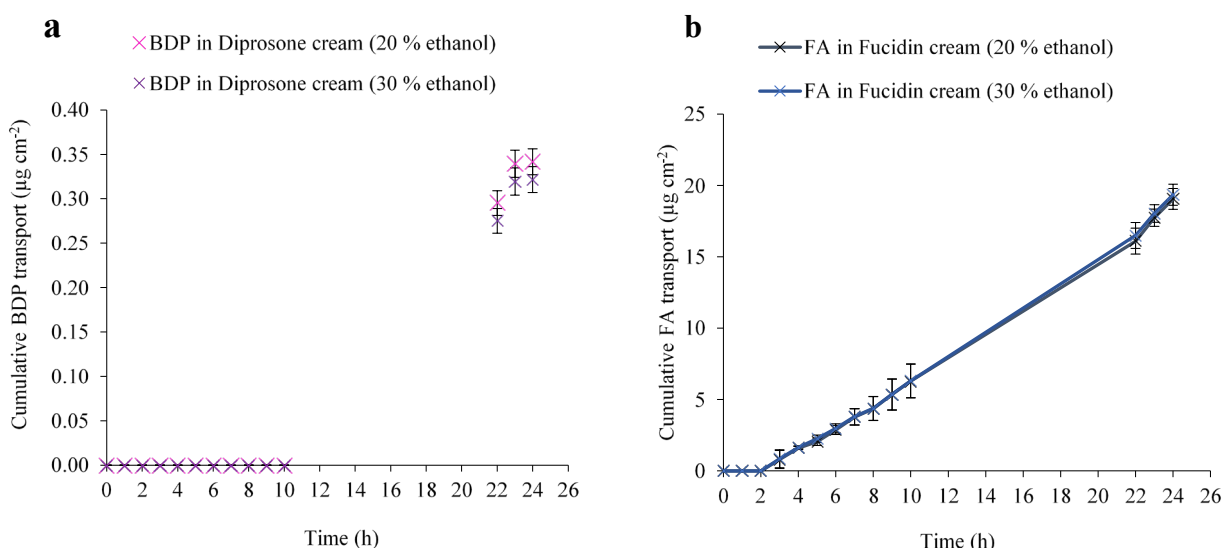 a
BDP in Diprosone cream (20 % ethanol)
BDP in Diprosone cream (30 % ethanol)
Cumulative BDP transport (µg cm⁻²)
0.40
0.35
0.30
0.25
0.20
0.15
0.10
0.05
0.00
0 2 4 6 8 10 12 14 16 18 20 22 24 26
Time (h)
b
FA in Fucidin cream (20 % ethanol)
FA in Fucidin cream (30 % ethanol)
Cumulative FA transport (µg cm⁻²)
25
20
15
10
5
0
0 2 4 6 8 10 12 14 16 18 20 22 24 26
Time (h)